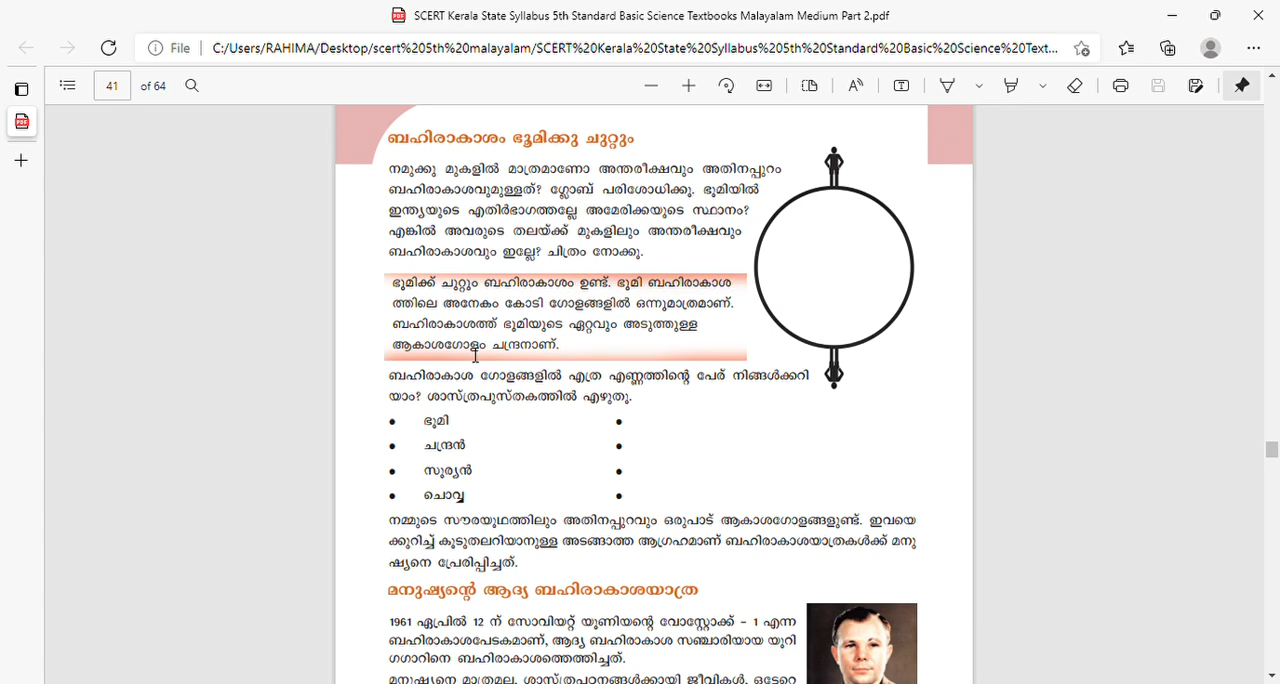 SCERT Kerala State Syllabus 5th Standard Basic Science Textbooks Malayalam Medium Part 2.pdf
File
C:/Users/RAHIMA/Desktop/scert%205th%20malayalam/SCERT%20Kerala%20State%20Syllabus%205th%20Standard%20Basic%20Science%20Text...
41 of 64
ബഹിരാകാശം ഭൂമിക്കു ചുറ്റും
നമുക്കു മുകളിൽ മാത്രമാണോ അന്തരീക്ഷവും അതിനപ്പുറം
ബഹിരാകാശവുമുള്ളത്? ഗ്ലോബ് പരിശോധിക്കൂ. ഭൂമിയിൽ
ഇന്ത്യയുടെ എതിർഭാഗത്തല്ലേ അമേരിക്കയുടെ സ്ഥാനം?
എങ്കിൽ അവരുടെ തലയ്ക്ക് മുകളിലും അന്തരീക്ഷവും
ബഹിരാകാശവും ഇല്ലേ? ചിത്രം നോക്കൂ.
ഭൂമിക്ക് ചുറ്റും ബഹിരാകാശം ഉണ്ട്. ഭൂമി ബഹിരാകാശ
ത്തിലെ അനേകം കോടി ഗോളങ്ങളിൽ ഒന്നുമാത്രമാണ്.
ബഹിരാകാശത്ത് ഭൂമിയുടെ ഏറ്റവും അടുത്തുള്ള
ആകാശഗോളം ചന്ദ്രനാണ്.
ബഹിരാകാശ ഗോളങ്ങളിൽ എത്ര എണ്ണത്തിന്റെ പേര് നിങ്ങൾക്കറി
യാം? ശാസ്ത്രപുസ്തകത്തിൽ എഴുതൂ.
• ഭൂമി •
• ചന്ദ്രൻ •
• സൂര്യൻ •
• ചൊവ്വ •
നമ്മുടെ സൗരയൂഥത്തിലും അതിനപ്പുറവും ഒരുപാട് ആകാശഗോളങ്ങളുണ്ട്. ഇവയെ
ക്കുറിച്ച് കൂടുതലറിയാനുള്ള അടങ്ങാത്ത ആഗ്രഹമാണ് ബഹിരാകാശയാത്രകൾക്ക് മനു
ഷ്യനെ പ്രേരിപ്പിച്ചത്.
മനുഷ്യന്റെ ആദ്യ ബഹിരാകാശയാത്ര
1961 ഏപ്രിൽ 12 ന് സോവിയറ്റ് യൂണിയന്റെ വോസ്റ്റോക്ക് - 1 എന്ന
ബഹിരാകാശപേടകമാണ്, ആദ്യ ബഹിരാകാശ സഞ്ചാരിയായ യൂറി
ഗഗാറിനെ ബഹിരാകാശത്തെത്തിച്ചത്.
മനുഷ്യനെ മാത്രമല്ല, ശാസ്ത്രപഠനങ്ങൾക്കായി ജീവികൾ, ഒട്ടേറെ